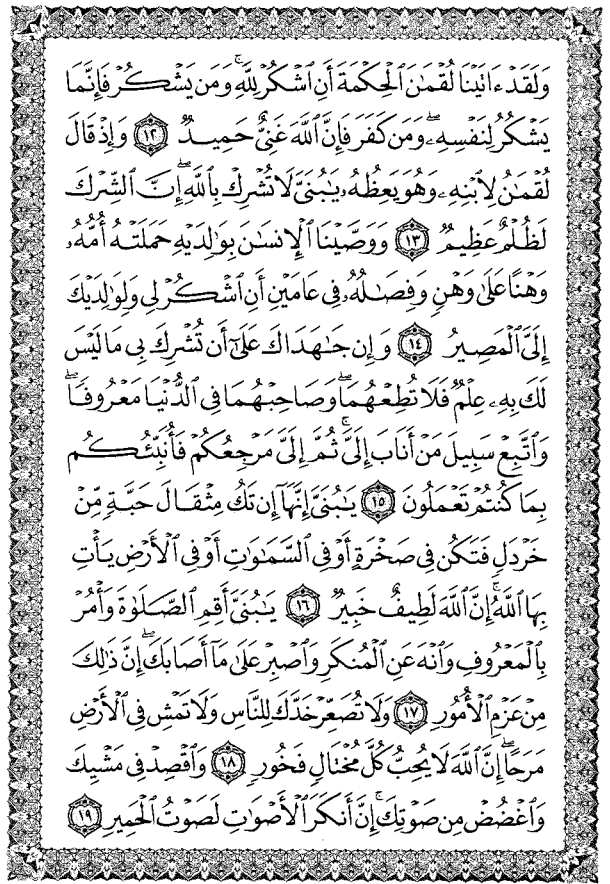 وَلَقَدۡ ءَاتَيۡنَا لُقۡمَٰنَ ٱلۡحِكۡمَةَ أَنِ ٱشۡكُرۡ لِلَّهِۚ وَمَن يَشۡكُرۡ فَإِنَّمَا
يَشۡكُرُ لِنَفۡسِهِۦۖ وَمَن كَفَرَ فَإِنَّ ٱللَّهَ غَنِيٌّ حَمِيدٞ ١٢ وَإِذۡ قَالَ
لُقۡمَٰنُ لِٱبۡنِهِۦ وَهُوَ يَعِظُهُۥ يَٰبُنَيَّ لَا تُشۡرِكۡ بِٱللَّهِۖ إِنَّ ٱلشِّرۡكَ
لَظُلۡمٌ عَظِيمٞ ١٣ وَوَصَّيۡنَا ٱلۡإِنسَٰنَ بِوَٰلِدَيۡهِ حَمَلَتۡهُ أُمُّهُۥ
وَهۡنًا عَلَىٰ وَهۡنٖ وَفِصَٰلُهُۥ فِي عَامَيۡنِ أَنِ ٱشۡكُرۡ لِي وَلِوَٰلِدَيۡكَ
إِلَيَّ ٱلۡمَصِيرُ ١٤ وَإِن جَٰهَدَاكَ عَلَىٰٓ أَن تُشۡرِكَ بِي مَا لَيۡسَ
لَكَ بِهِۦ عِلۡمٞ فَلَا تُطِعۡهُمَاۖ وَصَاحِبۡهُمَا فِي ٱلدُّنۡيَا مَعۡرُوفٗاۖ
وَٱتَّبِعۡ سَبِيلَ مَنۡ أَنَابَ إِلَيَّۚ ثُمَّ إِلَيَّ مَرۡجِعُكُمۡ فَأُنَبِّئُكُم
بِمَا كُنتُمۡ تَعۡمَلُونَ ١٥ يَٰبُنَيَّ إِنَّهَآ إِن تَكُ مِثۡقَالَ حَبَّةٖ مِّنۡ
خَرۡدَلٖ فَتَكُن فِي صَخۡرَةٍ أَوۡ فِي ٱلسَّمَٰوَٰتِ أَوۡ فِي ٱلۡأَرۡضِ يَأۡتِ
بِهَا ٱللَّهُۚ إِنَّ ٱللَّهَ لَطِيفٌ خَبِيرٞ ١٦ يَٰبُنَيَّ أَقِمِ ٱلصَّلَوٰةَ وَأۡمُرۡ
بِٱلۡمَعۡرُوفِ وَٱنۡهَ عَنِ ٱلۡمُنكَرِ وَٱصۡبِرۡ عَلَىٰ مَآ أَصَابَكَۖ إِنَّ ذَٰلِكَ
مِنۡ عَزۡمِ ٱلۡأُمُورِ ١٧ وَلَا تُصَعِّرۡ خَدَّكَ لِلنَّاسِ وَلَا تَمۡشِ فِي ٱلۡأَرۡضِ
مَرَحًاۖ إِنَّ ٱللَّهَ لَا يُحِبُّ كُلَّ مُخۡتَالٖ فَخُورٖ ١٨ وَٱقۡصِدۡ فِي مَشۡيِكَ
وَٱغۡضُضۡ مِن صَوۡتِكَۚ إِنَّ أَنكَرَ ٱلۡأَصۡوَٰتِ لَصَوۡتُ ٱلۡحَمِيرِ ١٩